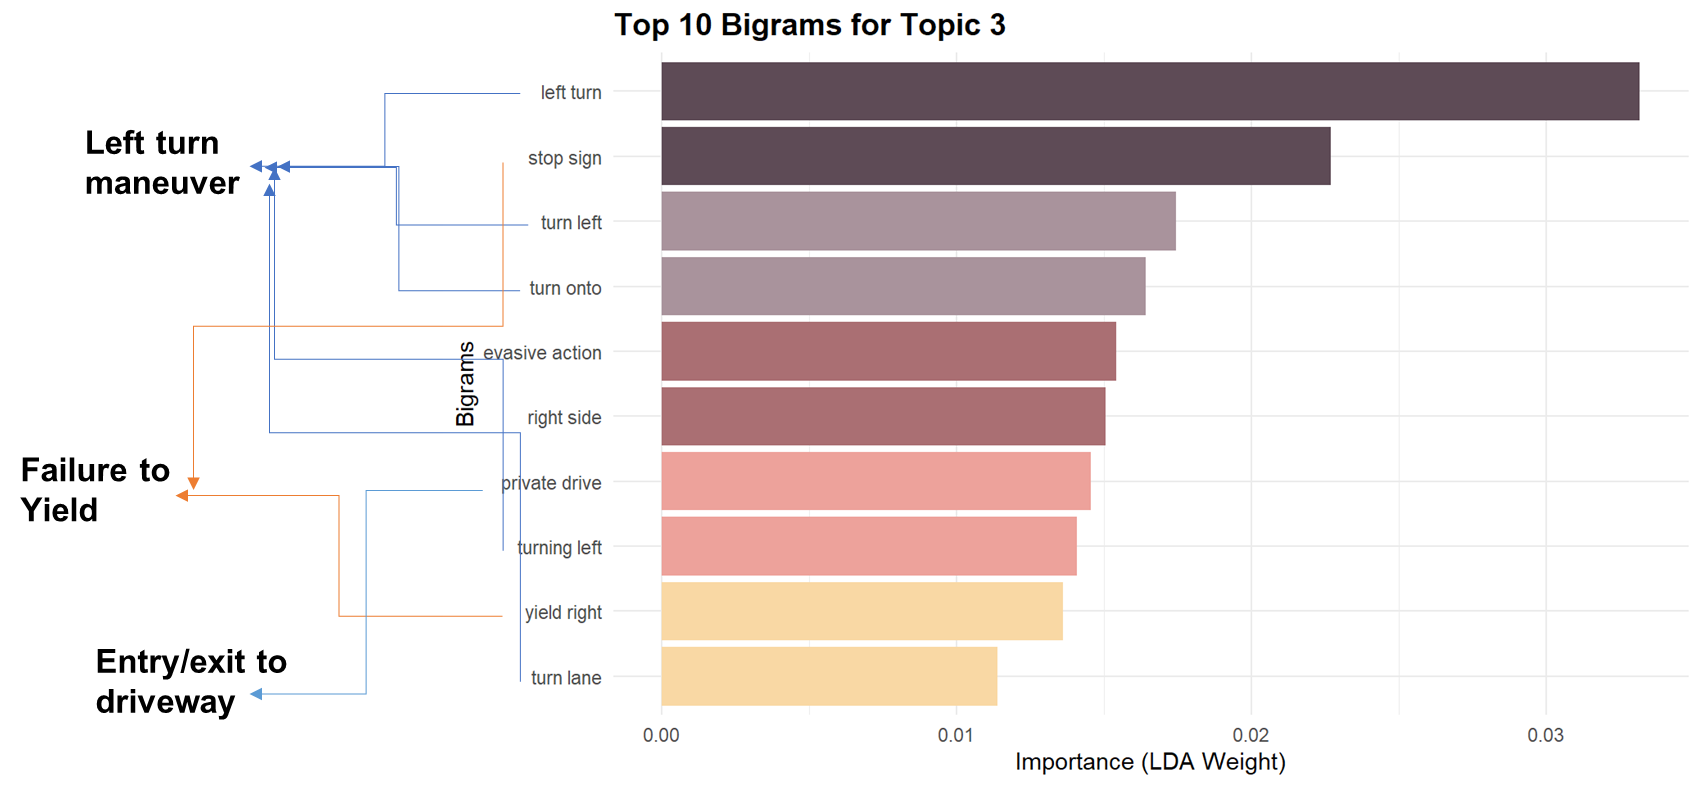 Top 10 Bigrams for Topic 3
Left turn
maneuver
Failure to
Yield
Entry/exit to
driveway
Bigrams
left turn
stop sign
turn left
turn onto
evasive action
right side
private drive
turning left
yield right
turn lane
0.00 0.01 0.02 0.03
Importance (LDA Weight)